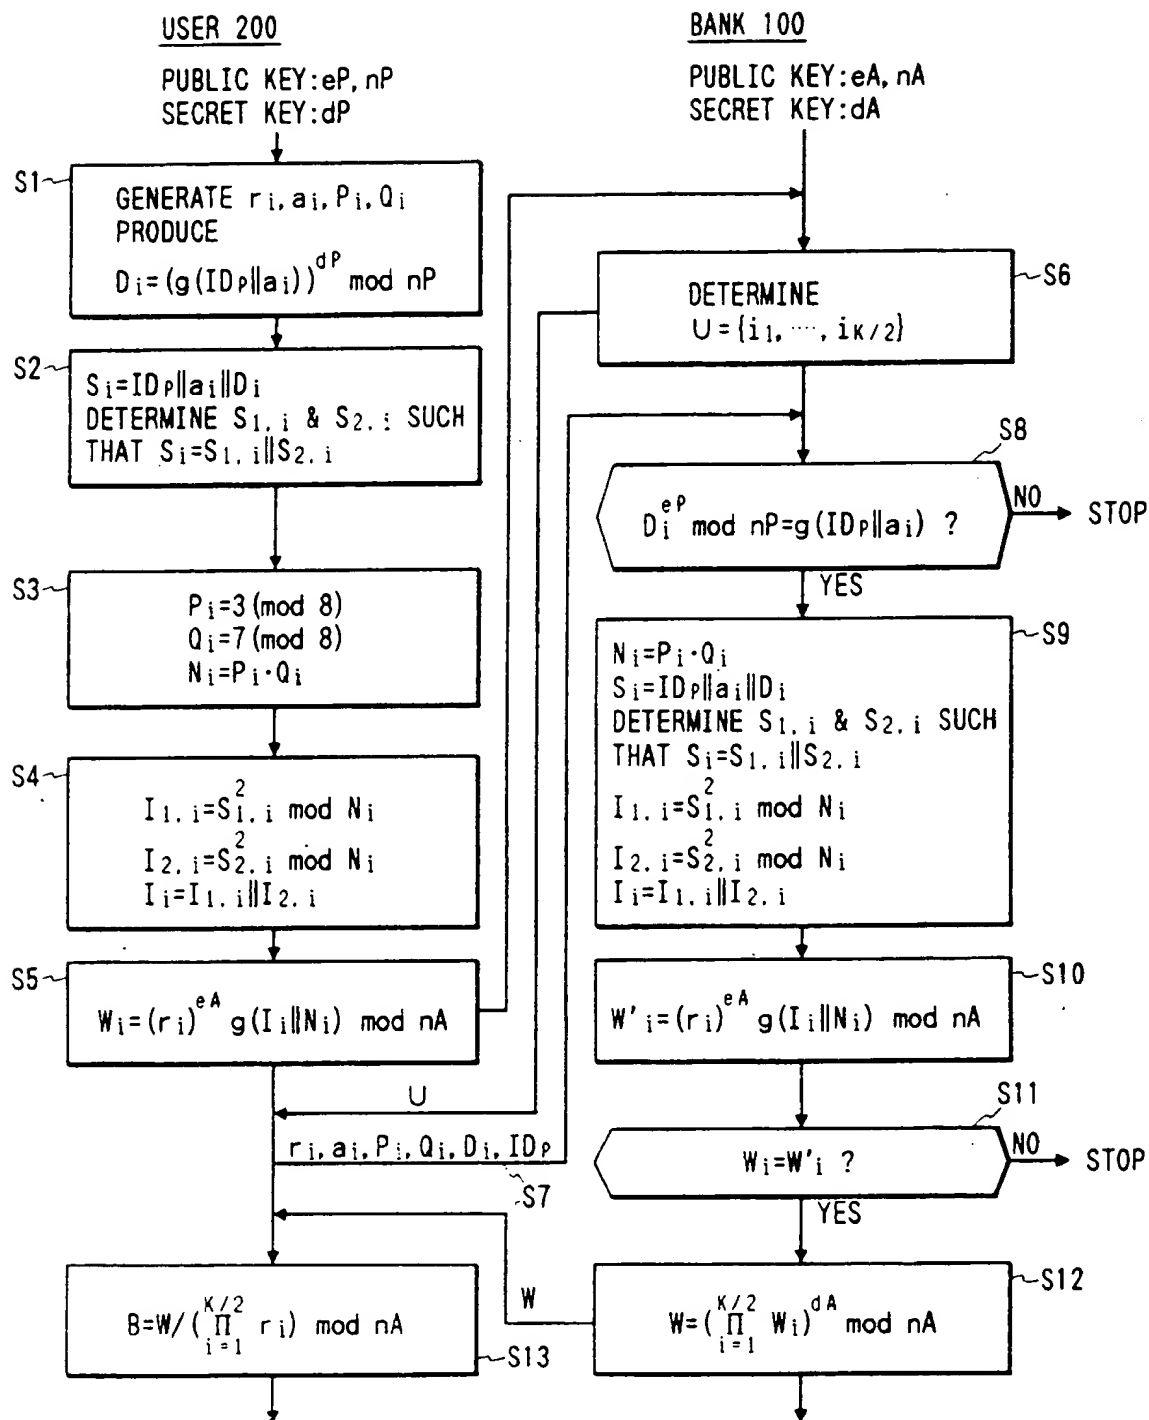 USER 200
PUBLIC KEY:eP, nP
SECRET KEY:dP
S1
GENERATE rᵢ, aᵢ, Pᵢ, Qᵢ
PRODUCE
Dᵢ=(g(IDₚ‖aᵢ))^dP mod nP
S2
Sᵢ=IDₚ‖aᵢ‖Dᵢ
DETERMINE S₁,ᵢ & S₂,ᵢ SUCH
THAT Sᵢ=S₁,ᵢ‖S₂,ᵢ
S3
Pᵢ=3(mod 8)
Qᵢ=7(mod 8)
Nᵢ=Pᵢ·Qᵢ
S4
I₁,ᵢ=S₁,ᵢ² mod Nᵢ
I₂,ᵢ=S₂,ᵢ² mod Nᵢ
Iᵢ=I₁,ᵢ‖I₂,ᵢ
S5
Wᵢ=(rᵢ)^eA g(Iᵢ‖Nᵢ) mod nA
U
rᵢ, aᵢ, Pᵢ, Qᵢ, Dᵢ, IDₚ
S7
W
B=W/(∏_{i=1}^{K/2} rᵢ) mod nA
S13
BANK 100
PUBLIC KEY:eA, nA
SECRET KEY:dA
S6
DETERMINE
U={i₁, ····, i_K/2}
S8
Dᵢ^eP mod nP=g(IDₚ‖aᵢ) ?
NO
STOP
YES
S9
Nᵢ=Pᵢ·Qᵢ
Sᵢ=IDₚ‖aᵢ‖Dᵢ
DETERMINE S₁,ᵢ & S₂,ᵢ SUCH
THAT Sᵢ=S₁,ᵢ‖S₂,ᵢ
I₁,ᵢ=S₁,ᵢ² mod Nᵢ
I₂,ᵢ=S₂,ᵢ² mod Nᵢ
Iᵢ=I₁,ᵢ‖I₂,ᵢ
S10
W'ᵢ=(rᵢ)^eA g(Iᵢ‖Nᵢ) mod nA
S11
Wᵢ=W'ᵢ ?
NO
STOP
YES
S12
W=(∏_{i=1}^{K/2} Wᵢ)^dA mod nA